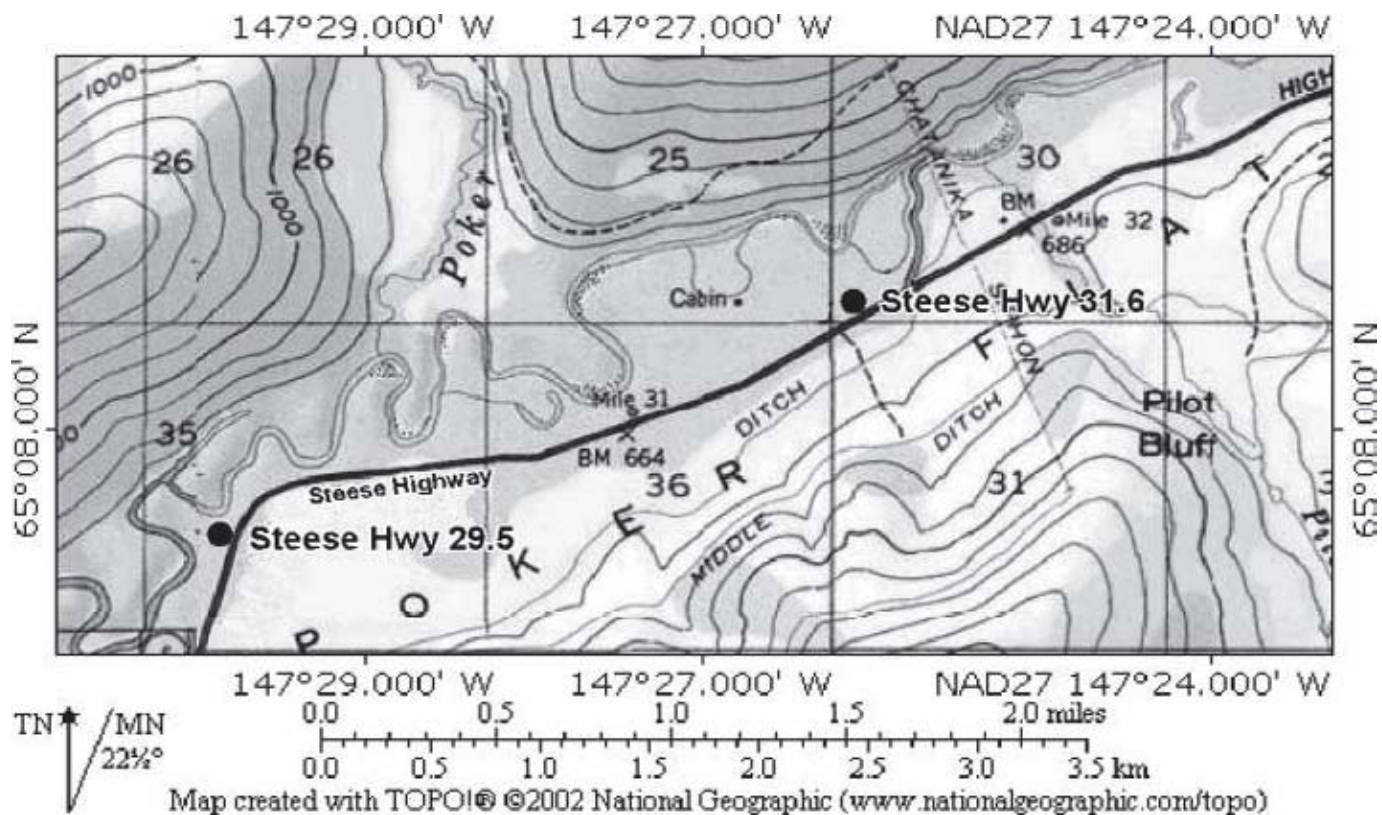 147°29.000' W 147°27.000' W NAD27 147°24.000' W
1000
HIGH
CHATANIKA
26 26 25 30
BM
Mile 32
1000
Poker
686
Cabin
Steese Hwy 31.6
SIPHON
65°08.000' N
65°08.000' N
Mile 31
DITCH
DITCH
Pilot
Bluff
35
BM 664
Steese Highway
36
31
MIDDLE
Steese Hwy 29.5
P O K E R F L A T
147°29.000' W 147°27.000' W NAD27 147°24.000' W
TN MN
22½°
0.0 0.5 1.0 1.5 2.0 miles
0.0 0.5 1.0 1.5 2.0 2.5 3.0 3.5 km
Map created with TOPO!® ©2002 National Geographic (www.nationalgeographic.com/topo)